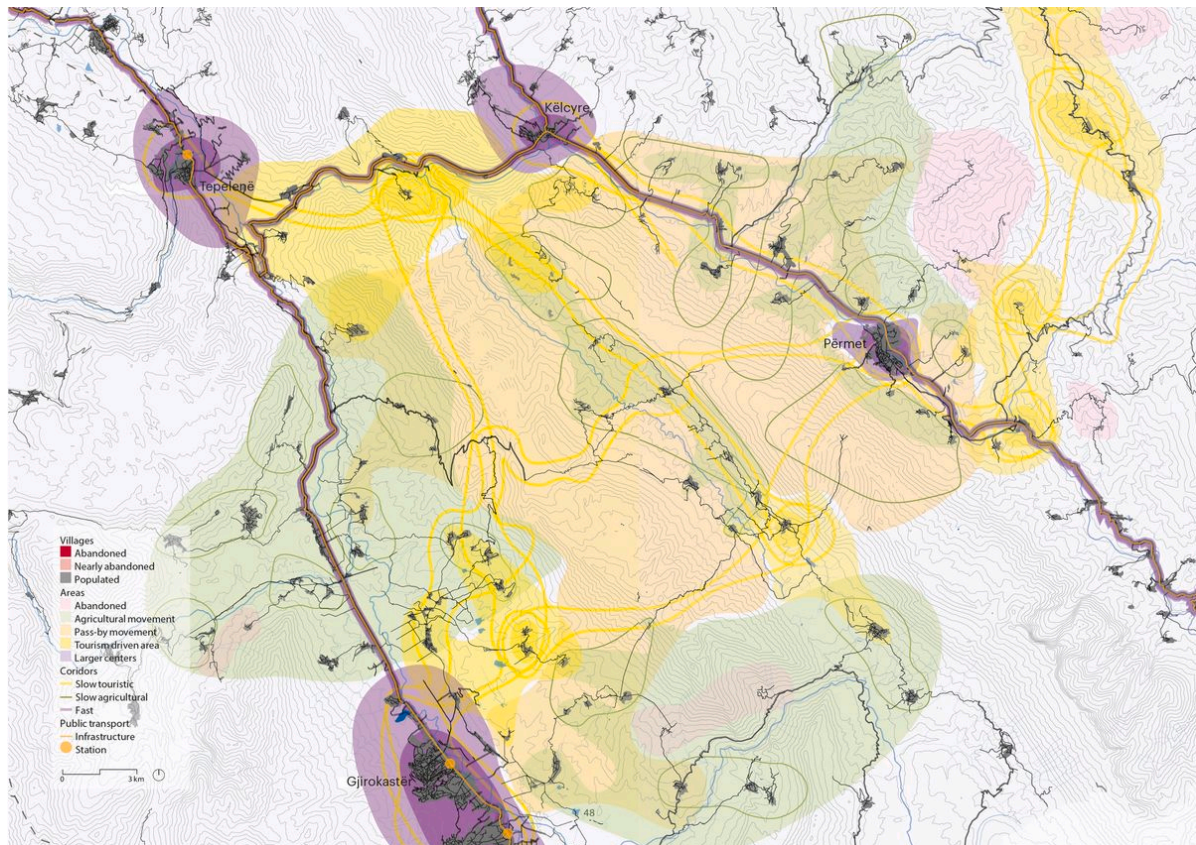 Këlcyre
Tepelenë
Përmet
Villages
Abandoned
Nearly abandoned
Populated
Areas
Abandoned
Agricultural movement
Pass-by movement
Tourism driven area
Larger centers
Coridors
Slow touristic
Slow agricultural
Fast
Public transport
Infrastructure
Station
0 3 km
Gjirokastër
48